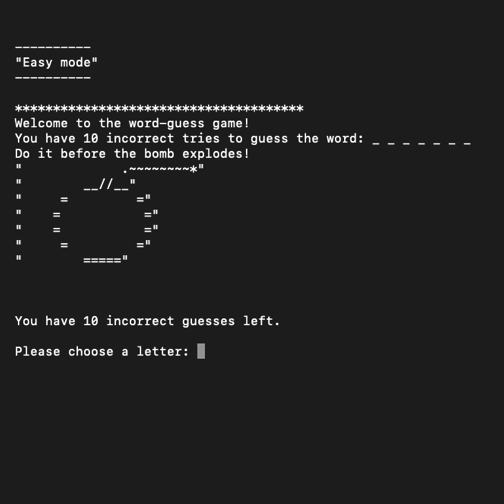 __________
"Easy mode"
----------
**************************************
Welcome to the word-guess game!
You have 10 incorrect tries to guess the word: _ _ _ _ _ _ _
Do it before the bomb explodes!
"             .~~~~~~~~*"
"        __//__"
"     =         ="
"    =           ="
"    =           ="
"     =         ="
"        ====="
You have 10 incorrect guesses left.
Please choose a letter: